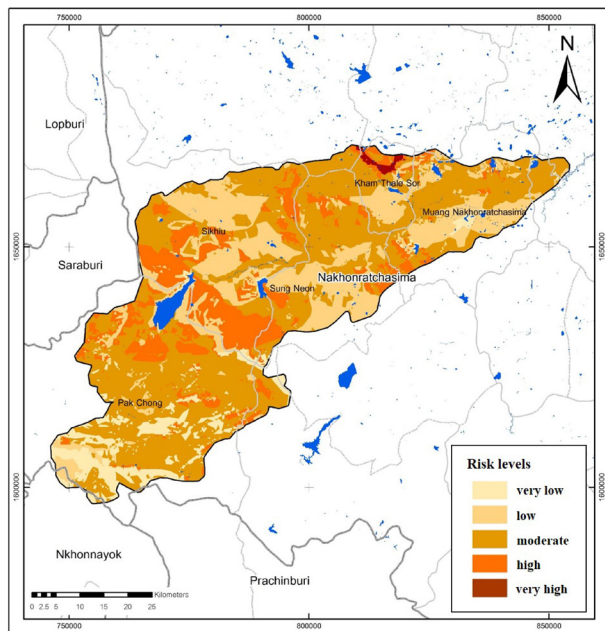 750000
800000
850000
N
Lopburi
Kham Thale Sor
Muang Nakhonratchasima
Sikhiu
1650000
1650000
Saraburi
Nakhonratchasima
Sung Neon
Pak Chong
Risk levels
very low
low
moderate
high
very high
1600000
1600000
Nkhonnayok
Prachinburi
0 2.5 5 10 15 20 25
Kilometers
750000
800000
850000